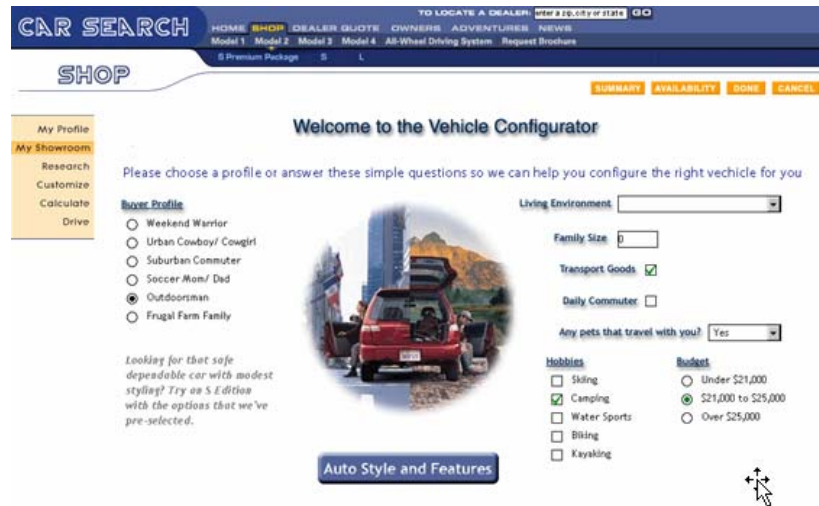 CAR SEARCH
TO LOCATE A DEALER: enter a zip, city or state GO
HOME SHOP DEALER QUOTE OWNERS ADVENTURES NEWS
Model 1 Model 2 Model 3 Model 4 All-Wheel Driving System Request Brochure
S Premium Package S L
SHOP
SUMMARY AVAILABILITY DONE CANCEL
My Profile
My Showroom
Research
Customize
Calculate
Drive
Welcome to the Vehicle Configurator
Please choose a profile or answer these simple questions so we can help you configure the right vechicle for you
Buyer Profile
Weekend Warrior
Urban Cowboy/ Cowgirl
Suburban Commuter
Soccer Mom/ Dad
Outdoorsman
Frugal Farm Family
Looking for that safe
dependable car with modest
styling? Try an S Edition
with the options that we've
pre-selected.
Living Environment
Family Size 0
Transport Goods
Daily Commuter
Any pets that travel with you? Yes
Hobbies
Skiing
Camping
Water Sports
Biking
Kayaking
Budget
Under $21,000
$21,000 to $25,000
Over $25,000
Auto Style and Features